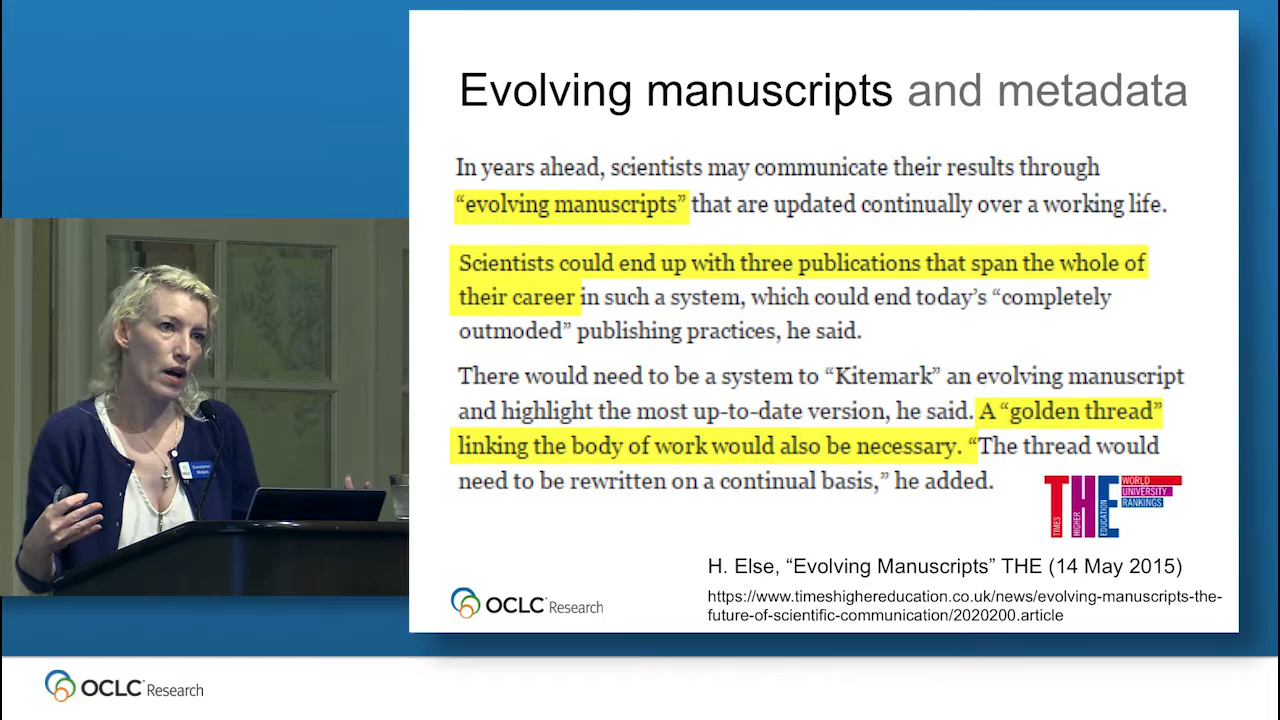 Evolving manuscripts and metadata
In years ahead, scientists may communicate their results through
“evolving manuscripts” that are updated continually over a working life.
Scientists could end up with three publications that span the whole of
their career in such a system, which could end today’s “completely
outmoded” publishing practices, he said.
There would need to be a system to “Kitemark” an evolving manuscript
and highlight the most up-to-date version, he said. A “golden thread”
linking the body of work would also be necessary. “The thread would
need to be rewritten on a continual basis,” he added.
THE
TIMES
HIGHER
EDUCATION
WORLD
UNIVERSITY
RANKINGS
H. Else, “Evolving Manuscripts” THE (14 May 2015)
https://www.timeshighereducation.co.uk/news/evolving-manuscripts-the-
future-of-scientific-communication/2020200.article
OCLC Research
Constance
OCLC Research